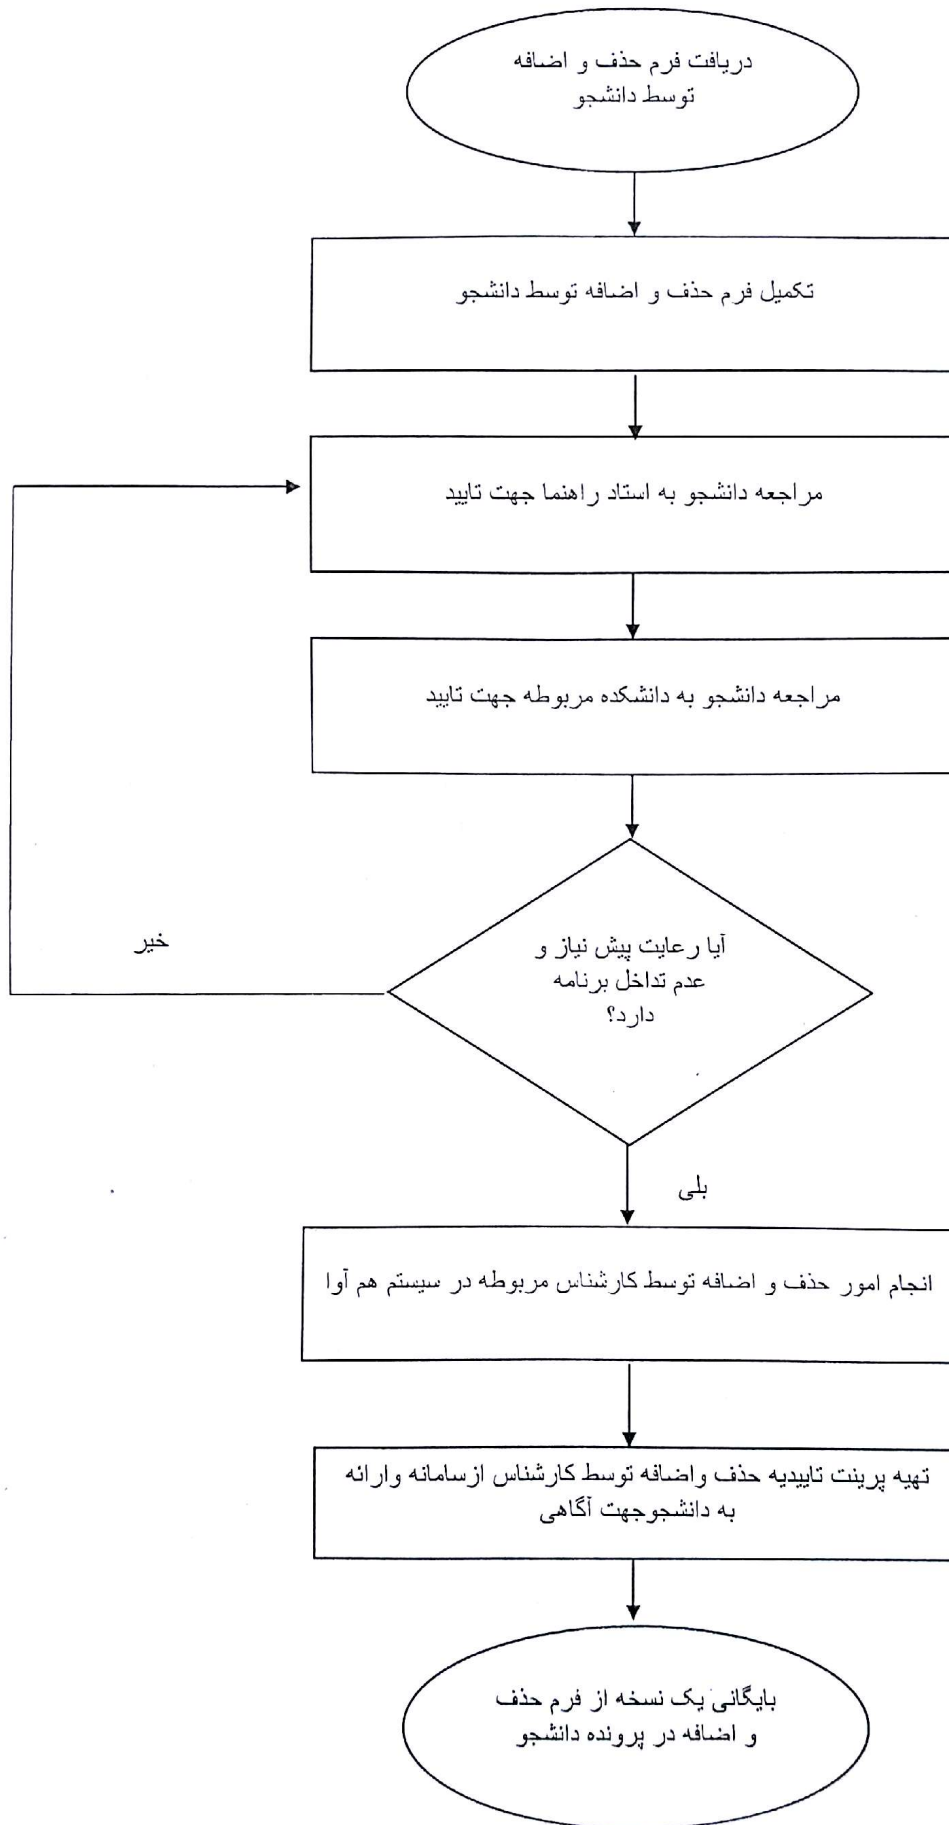 دریافت فرم حذف و اضافه
توسط دانشجو
تکمیل فرم حذف و اضافه توسط دانشجو
مراجعه دانشجو به استاد راهنما جهت تایید
مراجعه دانشجو به دانشکده مربوطه جهت تایید
آیا رعایت پیش نیاز و
عدم تداخل برنامه
دارد؟
خیر
بلی
انجام امور حذف و اضافه توسط کارشناس مربوطه در سیستم هم آوا
تهیه پرینت تاییدیه حذف واضافه توسط کارشناس ازسامانه وارائه
به دانشجوجهت آگاهی
بایگانی یک نسخه از فرم حذف
و اضافه در پرونده دانشجو